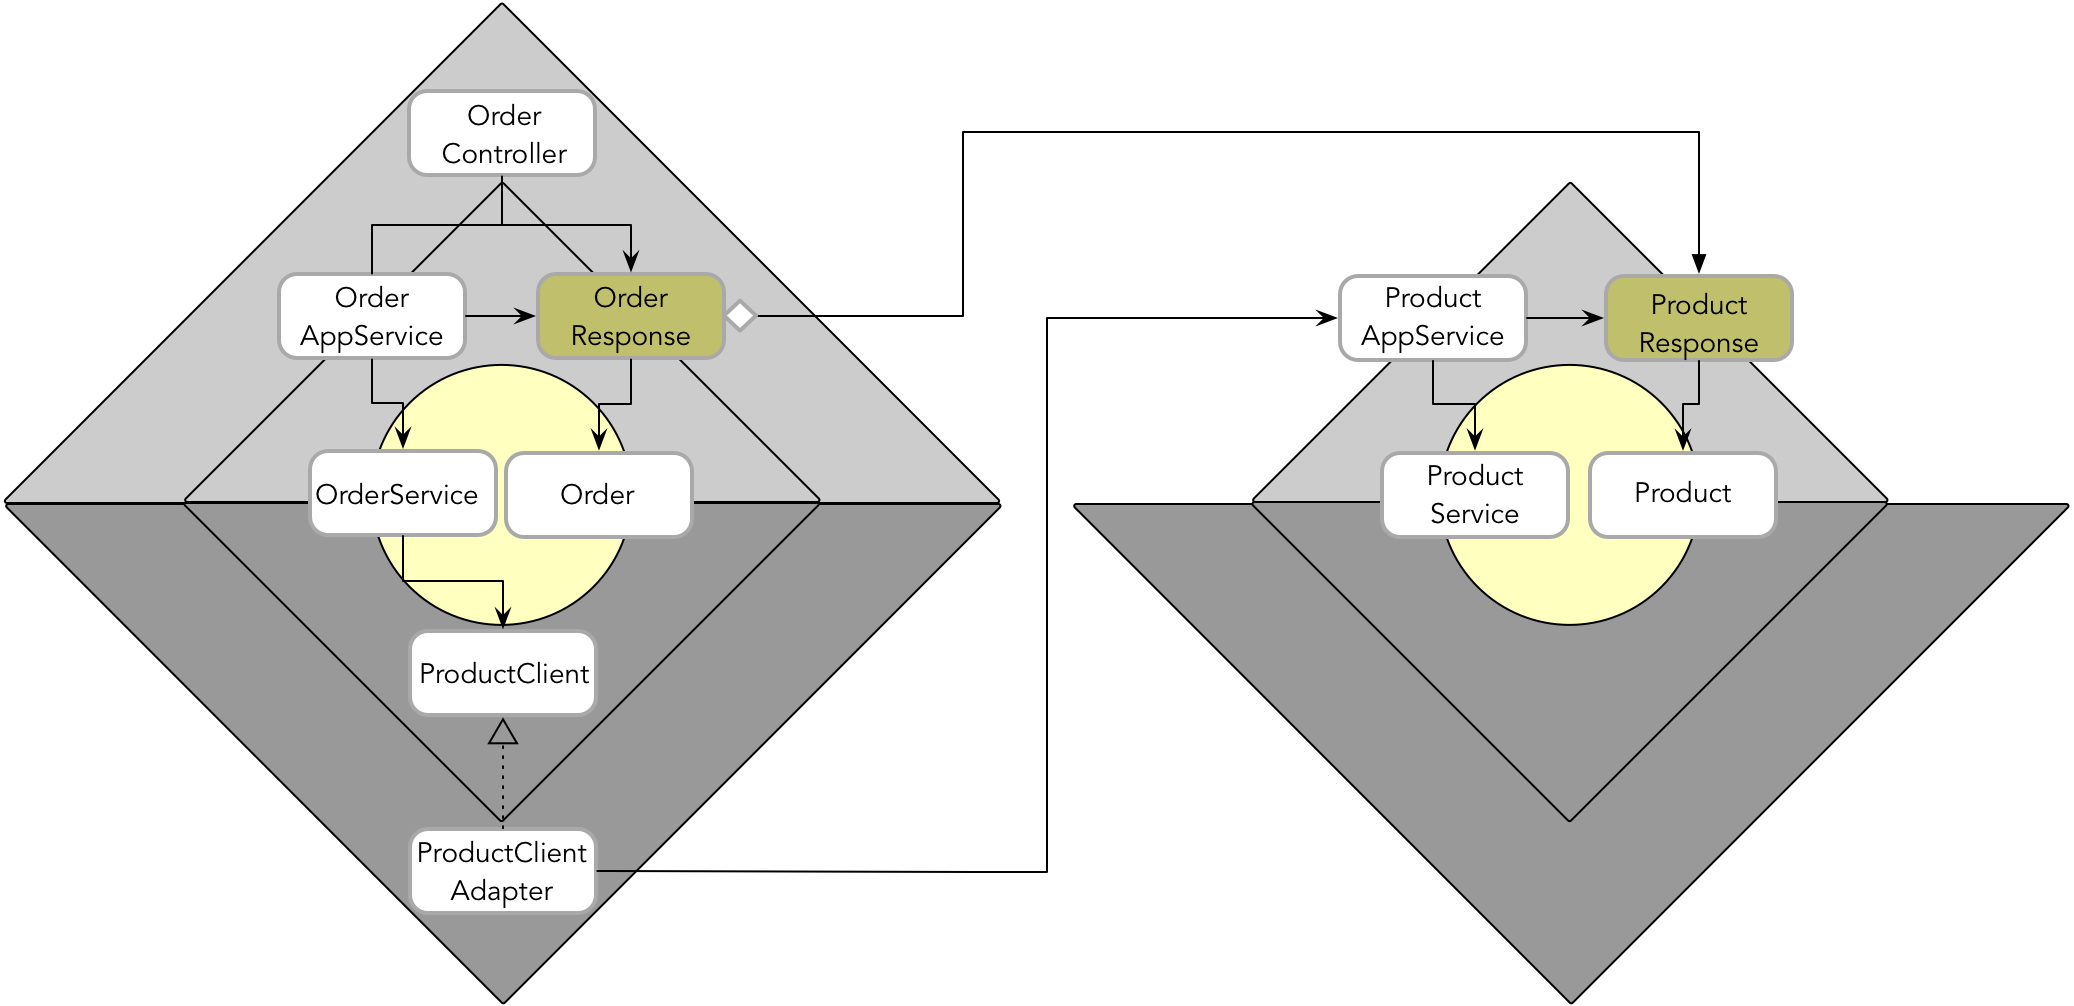 Order
Controller
Order
AppService
Order
Response
OrderService
Order
ProductClient
ProductClient
Adapter
Product
AppService
Product
Response
Product
Service
Product